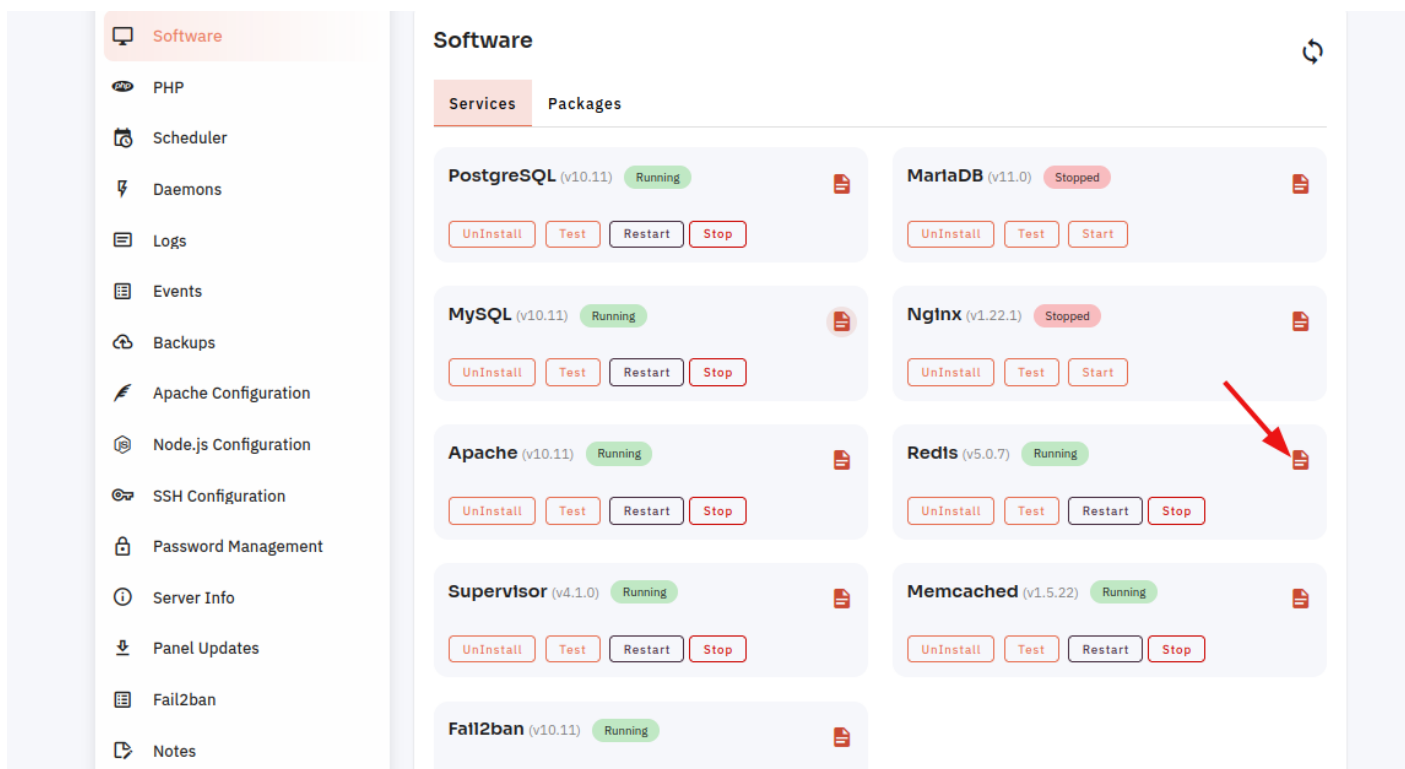 Software
PHP
Scheduler
Daemons
Logs
Events
Backups
Apache Configuration
Node.js Configuration
SSH Configuration
Password Management
Server Info
Panel Updates
Fail2ban
Notes
Software
Services Packages
PostgreSQL (v10.11) Running
UnInstall Test Restart Stop
MariaDB (v11.0) Stopped
UnInstall Test Start
MySQL (v10.11) Running
UnInstall Test Restart Stop
Nginx (v1.22.1) Stopped
UnInstall Test Start
Apache (v10.11) Running
UnInstall Test Restart Stop
Redis (v5.0.7) Running
UnInstall Test Restart Stop
Supervisor (v4.1.0) Running
UnInstall Test Restart Stop
Memcached (v1.5.22) Running
UnInstall Test Restart Stop
Fail2ban (v10.11) Running